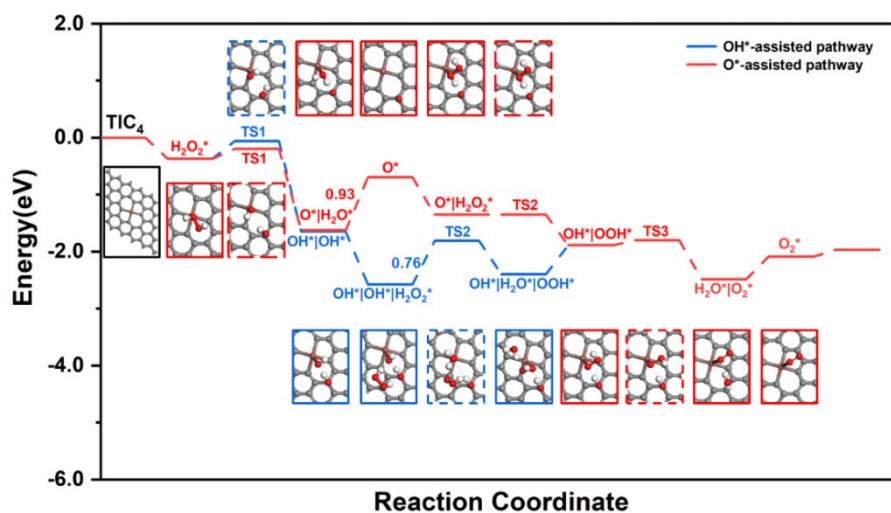 2.0
OH*-assisted pathway
O*-assisted pathway
0.0
TIC4
H2O2*
TS1
TS1
0.93
O*
O*|H2O*
OH*|OH*
O*|H2O2*
TS2
OH*|OOH*
TS3
O2*
-2.0
0.76
TS2
OH*|OH*|H2O2*
OH*|H2O*|OOH*
H2O*|O2*
-4.0
-6.0
Energy(eV)
Reaction Coordinate